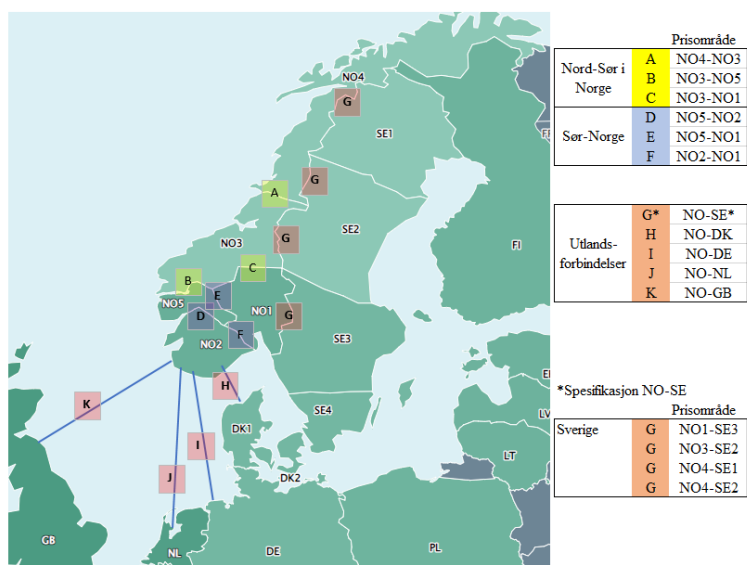 NO4
G
SE1
FI
G
A
SE2
G
NO3
C
B
E
NO5
D
NO1
G
F
SE3
NO2
H
K
SE4
LV
DK1
I
LT
J
DK2
GB
NL
DE
PL
Prisområde
Nord-Sør i Norge
A NO4-NO3
B NO3-NO5
C NO3-NO1
Sør-Norge
D NO5-NO2
E NO5-NO1
F NO2-NO1
Utlands-
forbindelser
G* NO-SE*
H NO-DK
I NO-DE
J NO-NL
K NO-GB
*Spesifikasjon NO-SE
Prisområde
Sverige G NO1-SE3
G NO3-SE2
G NO4-SE1
G NO4-SE2